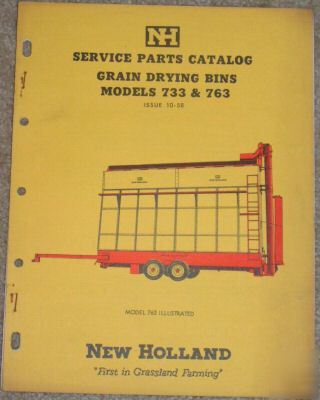 NH
SERVICE PARTS CATALOG
GRAIN DRYING BINS
MODELS 733 & 763
ISSUE 10-58
MODEL 763 ILLUSTRATED
NEW HOLLAND
"First in Grassland Farming"